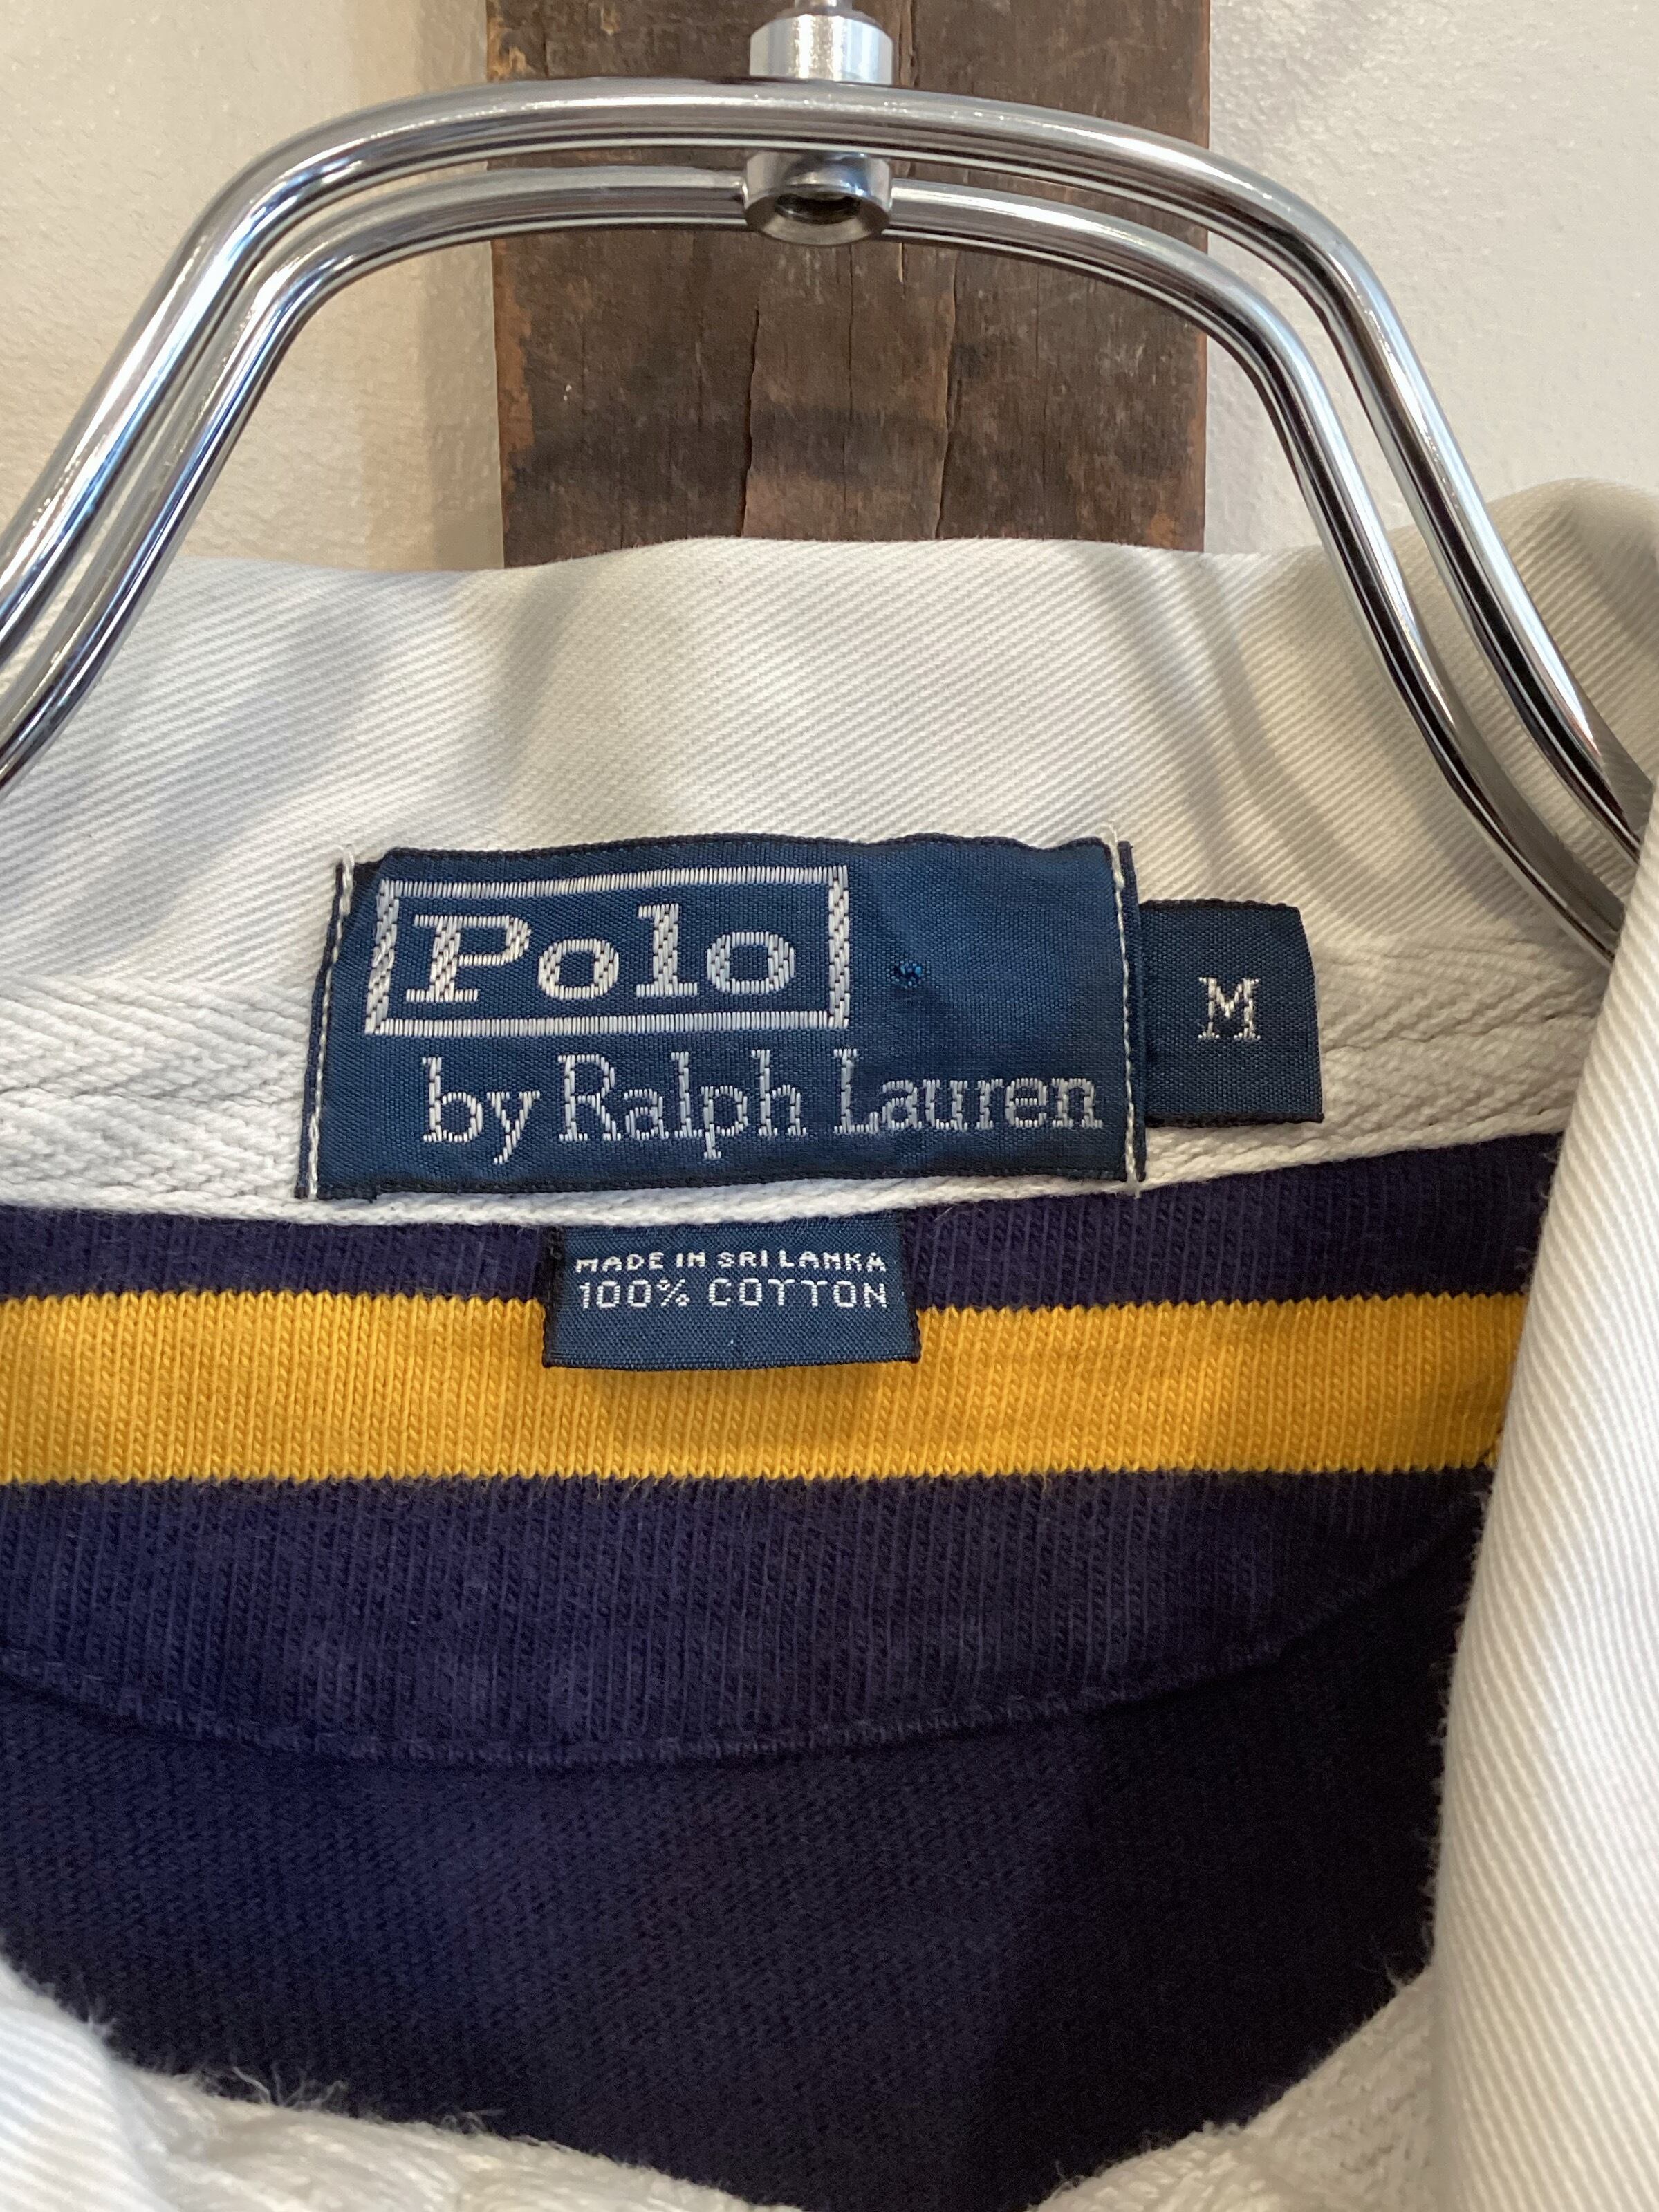 Polo
by Ralph Lauren
M
MADE IN SRI LANKA
100% COTTON